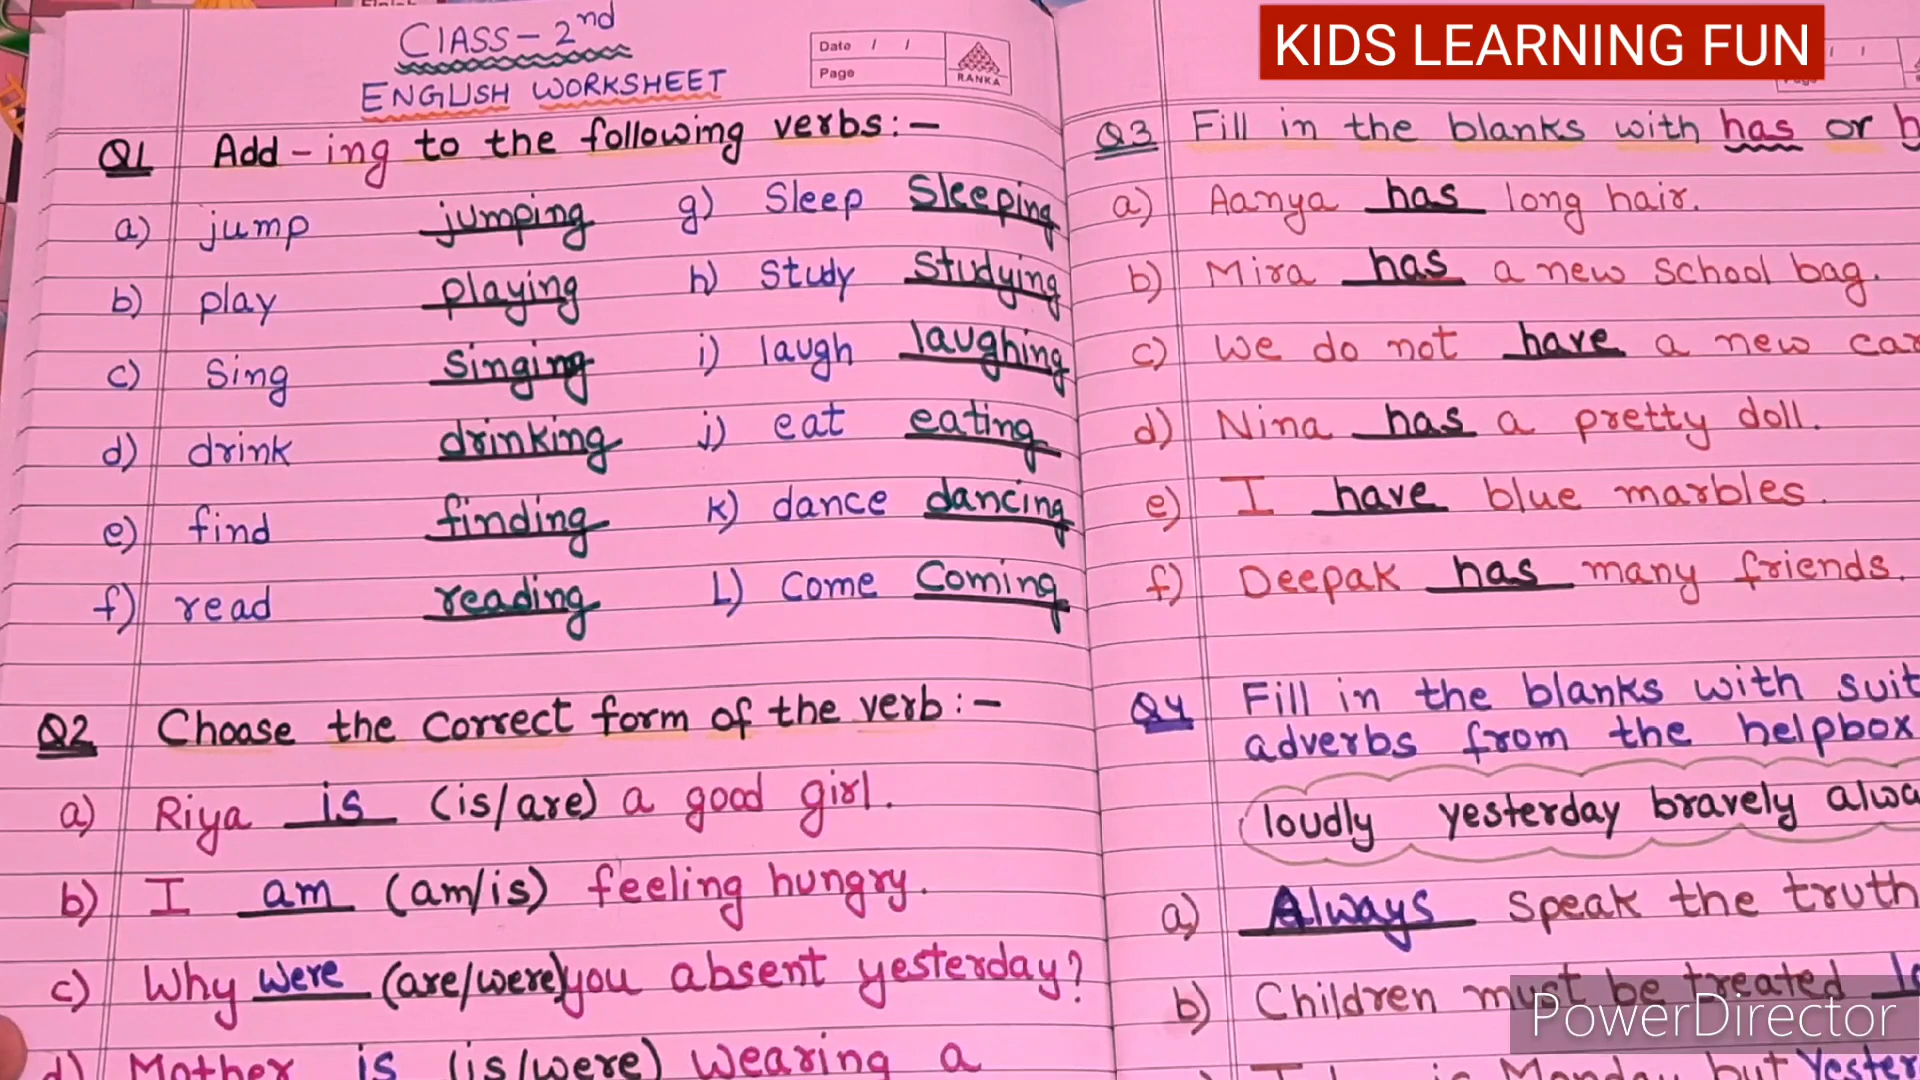 CLASS - 2nd
ENGLISH WORKSHEET
Date / /
Page
RANKA
Q1 Add -ing to the following verbs:-
a) jump jumping
b) play playing
c) Sing singing
d) drink drinking
e) find finding
f) read reading
g) Sleep Sleeping
h) Study Studying
i) laugh laughing
j) eat eating
k) dance dancing
L) Come Coming
Q2 Choose the Correct form of the verb:-
a) Riya is (is/are) a good girl.
b) I am (am/is) feeling hungry.
c) Why were (are/were) you absent yesterday?
d) Mother is (is/were) wearing a
KIDS LEARNING FUN
Q3 Fill in the blanks with has or
a) Aanya has long hair.
b) Mira has a new School bag.
c) We do not have a new
d) Nina has a pretty doll.
e) I have blue marbles.
f) Deepak has many friends.
Q4 Fill in the blanks with
adverbs from the helpbox
loudly yesterday bravely
a) Always speak the truth
b) Children must be treated
is Monday but
PowerDirector